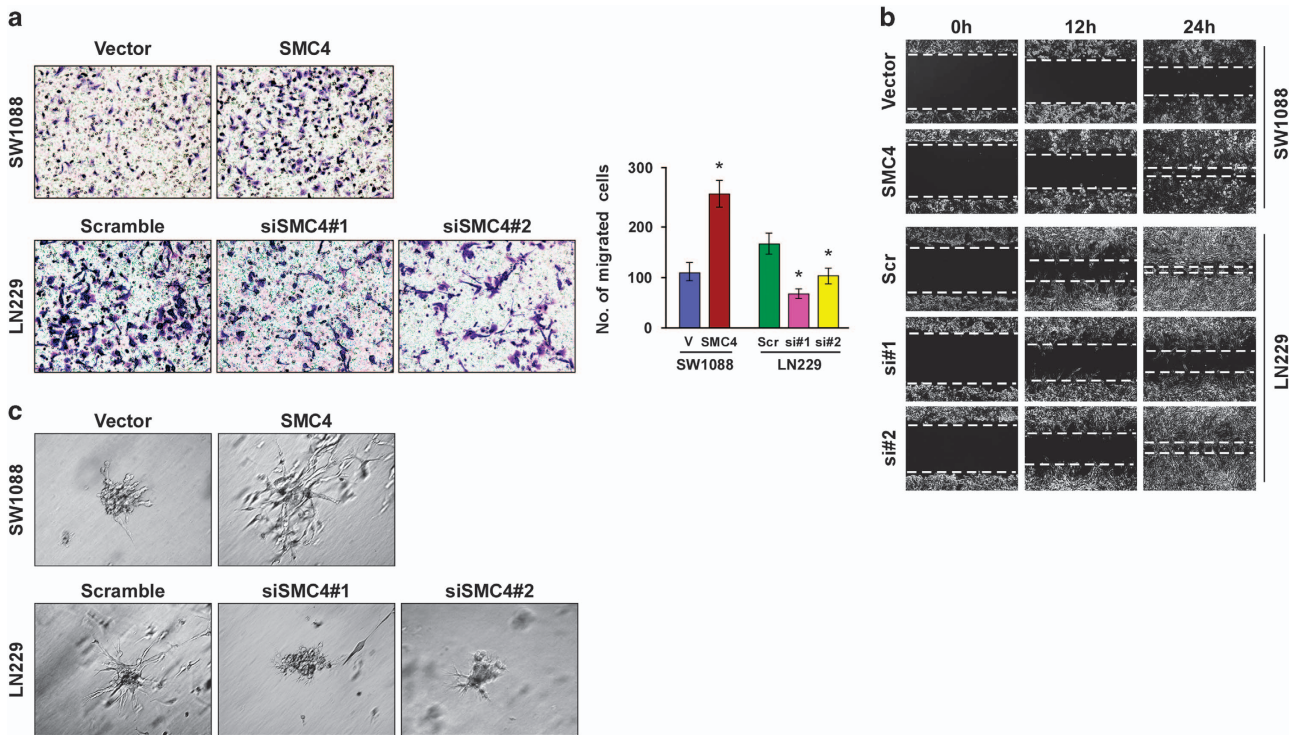 a
Vector SMC4
SW1088
Scramble siSMC4#1 siSMC4#2
LN229
No. of migrated cells
300
200
100
0
* * *
V SMC4 Scr si#1 si#2
SW1088 LN229
b
0h 12h 24h
Vector
SMC4
SW1088
Scr
si#1
si#2
LN229
c
Vector SMC4
SW1088
Scramble siSMC4#1 siSMC4#2
LN229